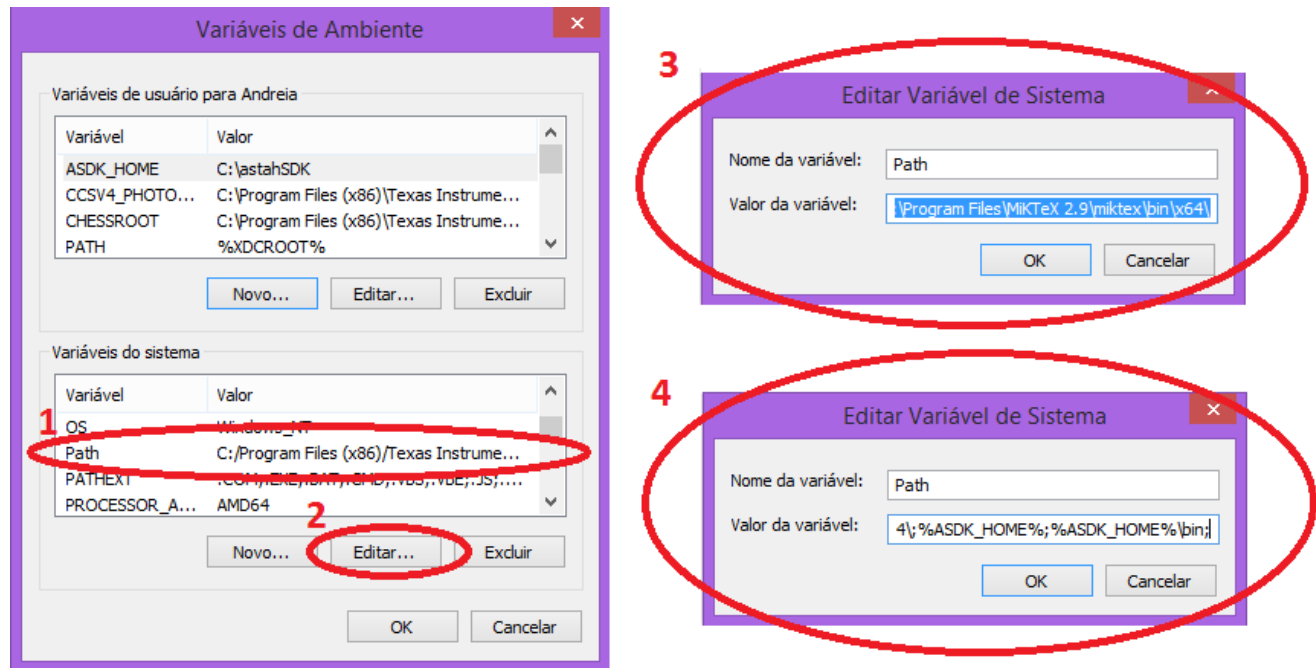 Variáveis de Ambiente
Variáveis de usuário para Andreia
Variável Valor
ASDK_HOME C:\astahSDK
CCSV4_PHOTO... C:\Program Files (x86)\Texas Instrume...
CHESSROOT C:\Program Files (x86)\Texas Instrume...
PATH %XDCROOT%
Novo... Editar... Excluir
Variáveis do sistema
Variável Valor
1
OS Windows_NT
Path C:/Program Files (x86)/Texas Instrume...
PATHEXT .COM;.EXE;.BAT;.CMD;.VBS;.VBE;.JS;....
PROCESSOR_A... AMD64
2
Novo... Editar... Excluir
OK Cancelar
3
Editar Variável de Sistema
Nome da variável: Path
Valor da variável: :\Program Files\MiKTeX 2.9\miktex\bin\x64\
OK Cancelar
4
Editar Variável de Sistema
Nome da variável: Path
Valor da variável: 4\;%ASDK_HOME%;%ASDK_HOME%\bin;
OK Cancelar